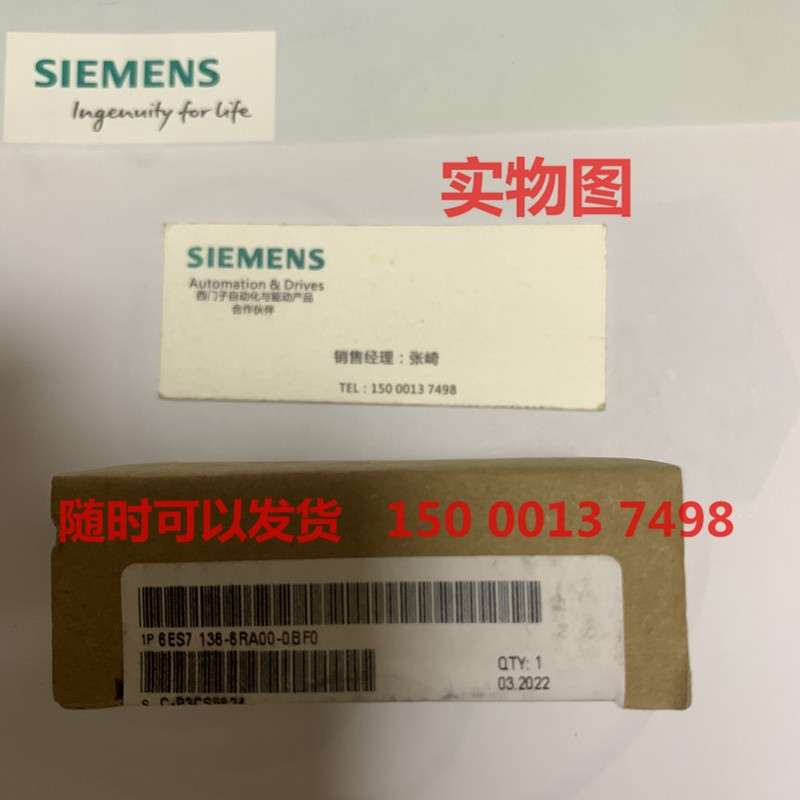 SIEMENS
Ingenuity for life
实物图
SIEMENS
Automation & Drives
西门子自动化与驱动产品
合作伙伴
销售经理：张崎
TEL：150 0013 7498
随时可以发货 150 0013 7498
1P 6ES7 136-6RA00-0BF0
QTY: 1
03.2022